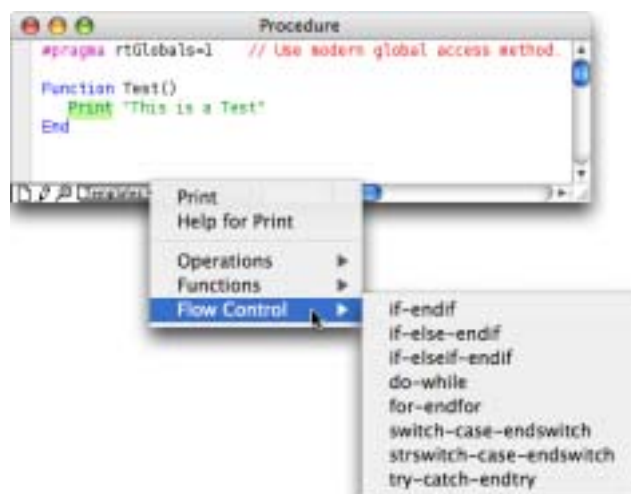 Procedure
#pragma rtGlobals=1 // Use modern global access method.
Function Test()
Print "This is a Test"
End
Templates
Print
Help for Print
Operations
Functions
Flow Control
if-endif
if-else-endif
if-elseif-endif
do-while
for-endfor
switch-case-endswitch
strswitch-case-endswitch
try-catch-endtry